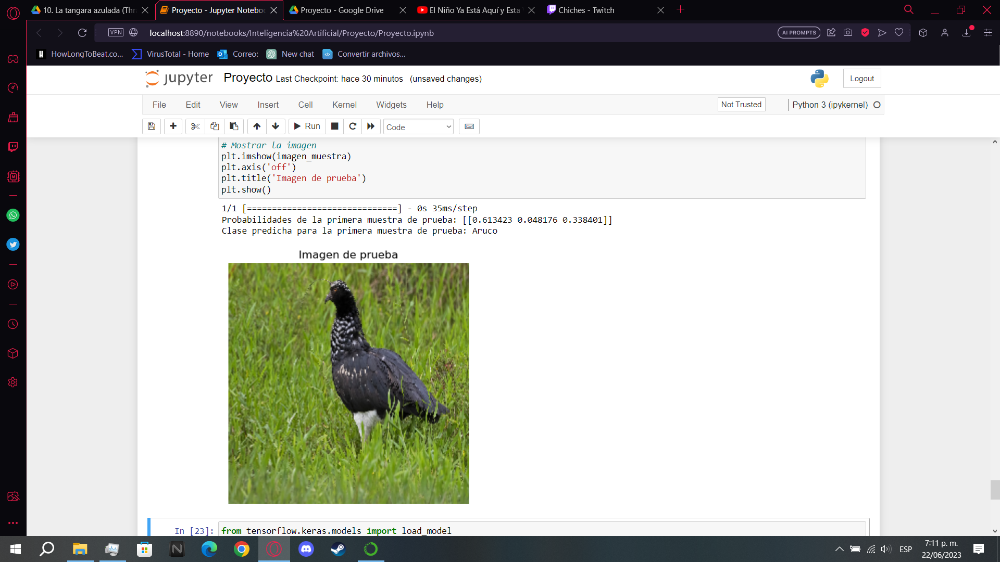 10. La tangara azulada (Thr
Proyecto - Jupyter Notebo
Proyecto - Google Drive
El Niño Ya Está Aquí y Esta
Chiches - Twitch
VPN
localhost:8890/notebooks/Inteligencia%20Artificial/Proyecto/Proyecto.ipynb
AI PROMPTS
HowLongToBeat.co...
VirusTotal - Home
Correo:
New chat
Convertir archivos...
jupyter
Proyecto Last Checkpoint: hace 30 minutos (unsaved changes)
Logout
File Edit View Insert Cell Kernel Widgets Help
Not Trusted
Python 3 (ipykernel)
Run
Code
# Mostrar la imagen
plt.imshow(imagen_muestra)
plt.axis('off')
plt.title('Imagen de prueba')
plt.show()
1/1 [==============================] - 0s 35ms/step
Probabilidades de la primera muestra de prueba: [[0.613423 0.048176 0.338401]]
Clase predicha para la primera muestra de prueba: Aruco
Imagen de prueba
In [23]: from tensorflow.keras.models import load_model
ESP
7:11 p. m.
22/06/2023